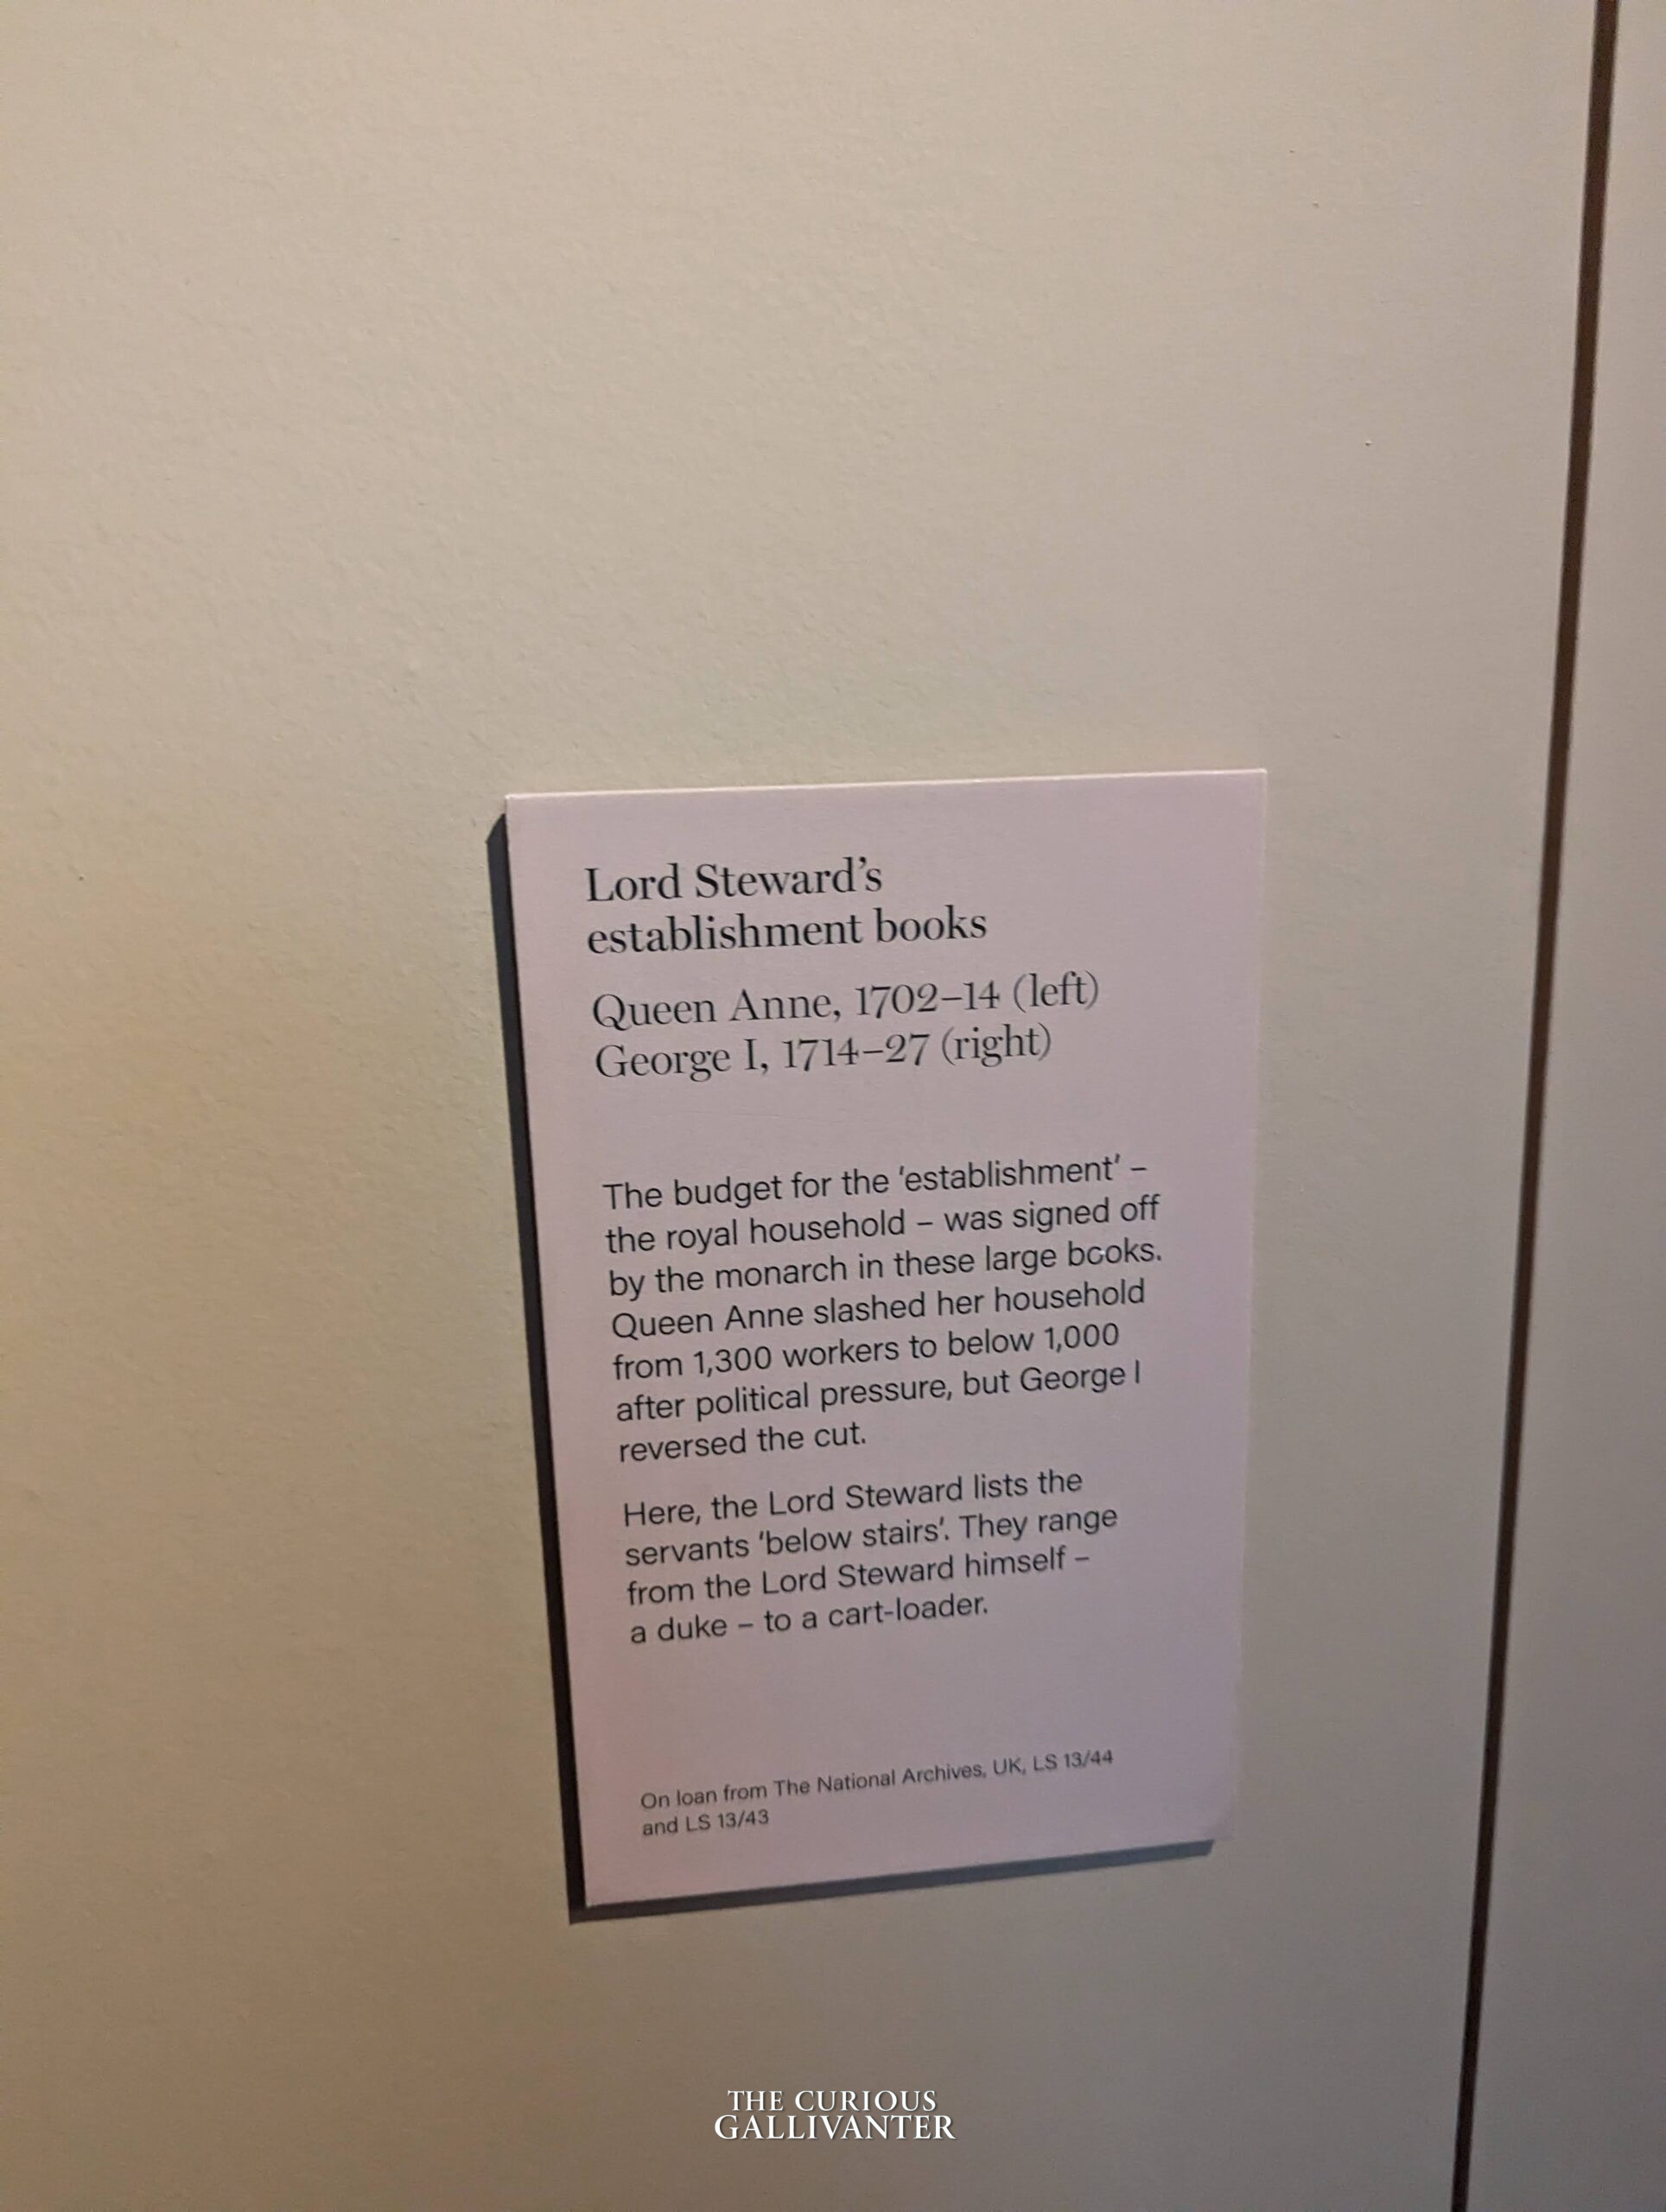 Lord Steward's
establishment books
Queen Anne, 1702–14 (left)
George I, 1714–27 (right)
The budget for the 'establishment' –
the royal household – was signed off
by the monarch in these large books.
Queen Anne slashed her household
from 1,300 workers to below 1,000
after political pressure, but George I
reversed the cut.
Here, the Lord Steward lists the
servants 'below stairs'. They range
from the Lord Steward himself –
a duke – to a cart-loader.
On loan from The National Archives, UK, LS 13/44
and LS 13/43
THE CURIOUS
GALLIVANTER